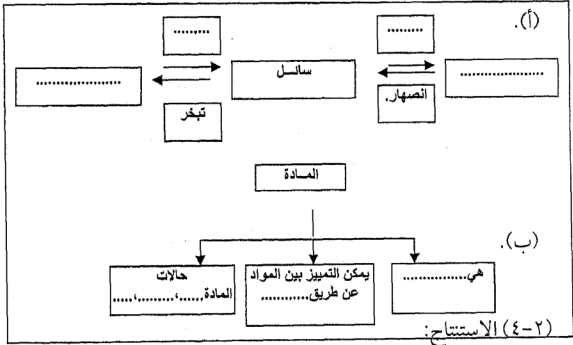 (أ).
......... .........
..................... سائل .....................
انصهار. تبخر
المادة
(ب).
هي................
يمكن التمييز بين المواد
عن طريق............
حالات
المادة......،.........،.....
(٢-٤) الاستنتاج: